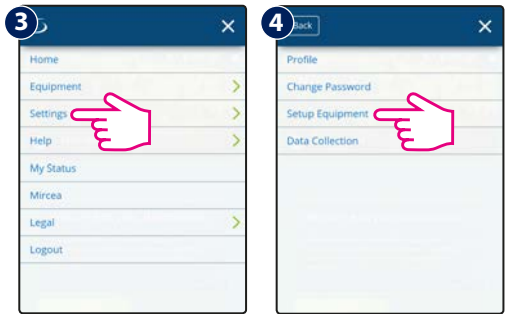 3
Home
Equipment
Settings
Help
My Status
Mircea
Legal
Logout
4
Back
Profile
Change Password
Setup Equipment
Data Collection